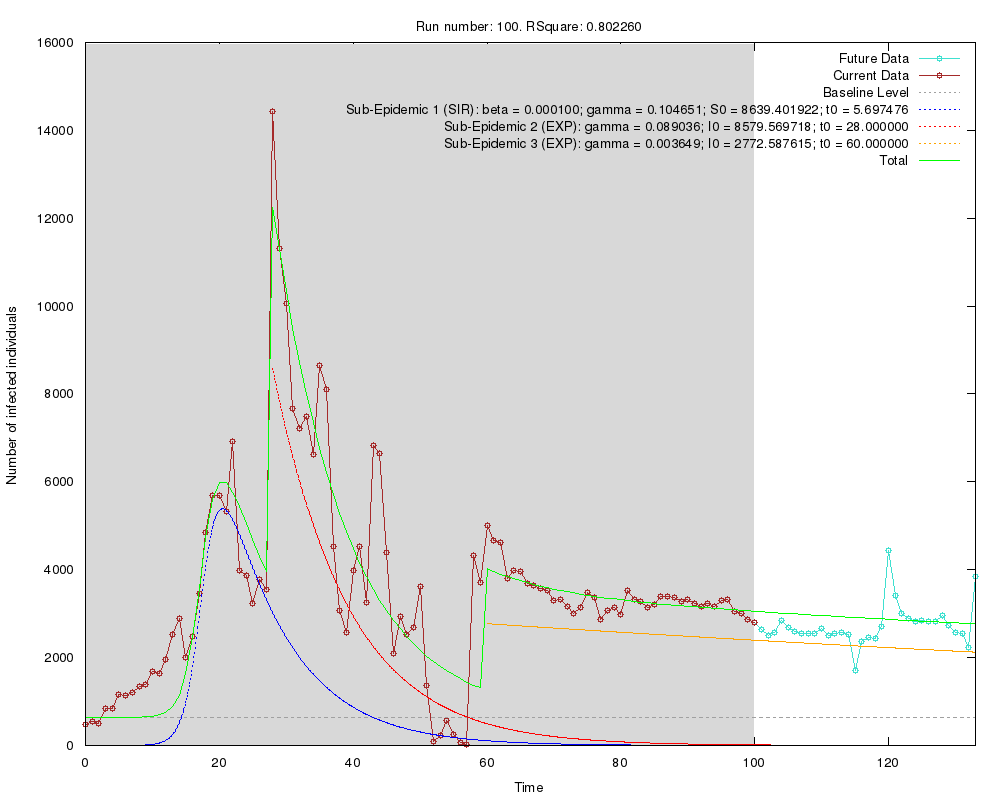 Run number: 100. RSquare: 0.802260
16000
14000
12000
10000
8000
6000
4000
2000
0
Number of infected individuals
Future Data
Current Data
Baseline Level
Sub-Epidemic 1 (SIR): beta = 0.000100; gamma = 0.104651; S0 = 8639.401922; t0 = 5.697476
Sub-Epidemic 2 (EXP): gamma = 0.089036; I0 = 8579.569718; t0 = 28.000000
Sub-Epidemic 3 (EXP): gamma = 0.003649; I0 = 2772.587615; t0 = 60.000000
Total
0 20 40 60 80 100 120
Time